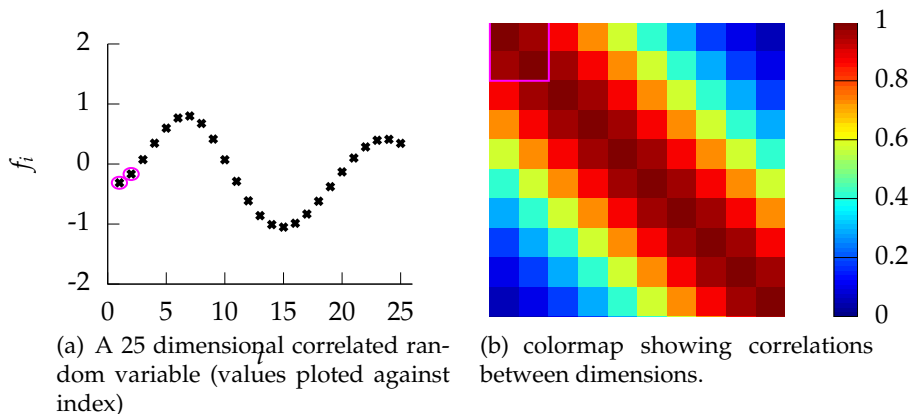 2
1
0
-1
-2
f_i
0
5
10
15
20
25
i
(a) A 25 dimensional correlated ran-
dom variable (values ploted against
index)
1
0.8
0.6
0.4
0.2
0
(b) colormap showing correlations
between dimensions.